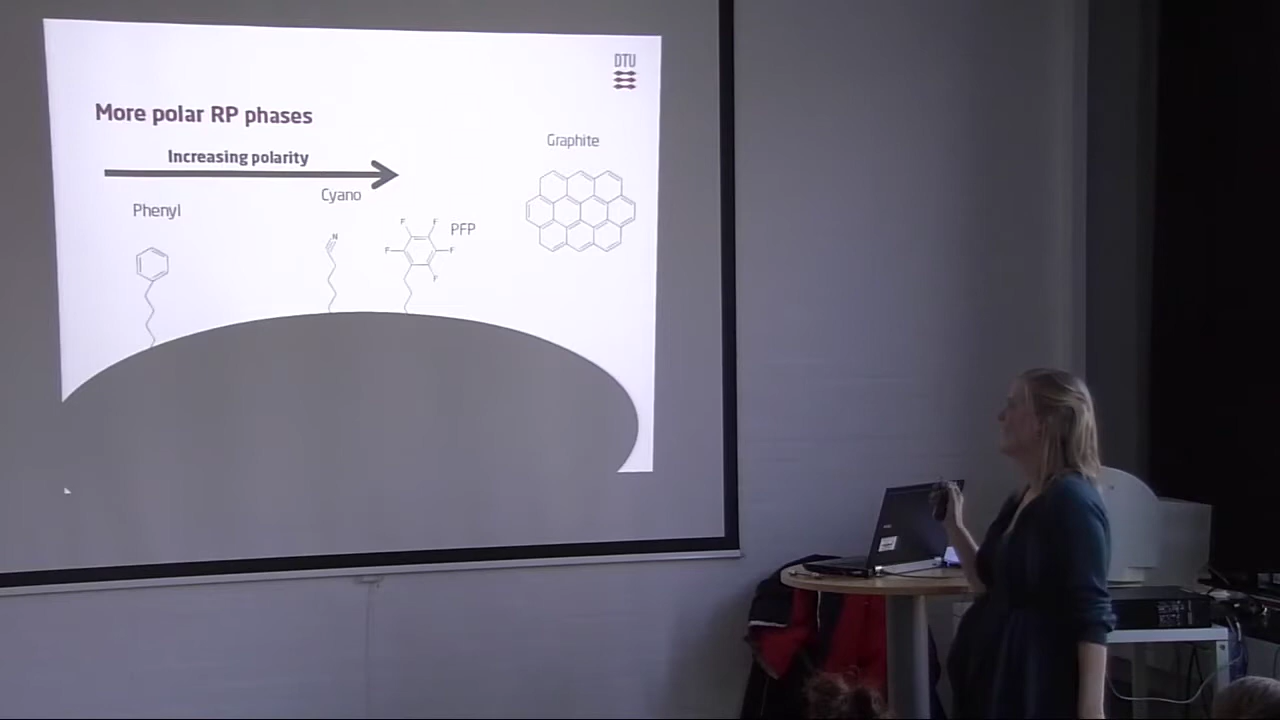 DTU
More polar RP phases
Increasing polarity
Graphite
Cyano
Phenyl
PFP
N
F
F
F
F
F